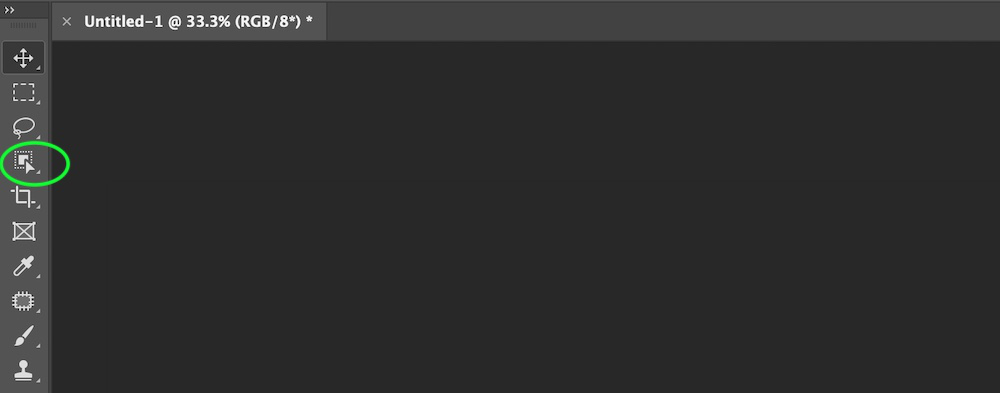 Untitled-1 @ 33.3% (RGB/8*) *